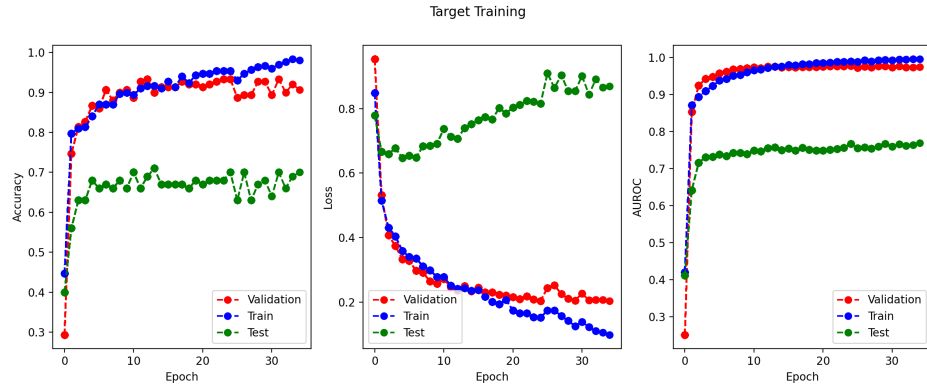 Target Training
Accuracy
1.0
0.9
0.8
0.7
0.6
0.5
0.4
0.3
0
10
20
30
Epoch
Validation
Train
Test
Loss
0.8
0.6
0.4
0.2
0
10
20
30
Epoch
Validation
Train
Test
AUROC
1.0
0.9
0.8
0.7
0.6
0.5
0.4
0.3
0
10
20
30
Epoch
Validation
Train
Test